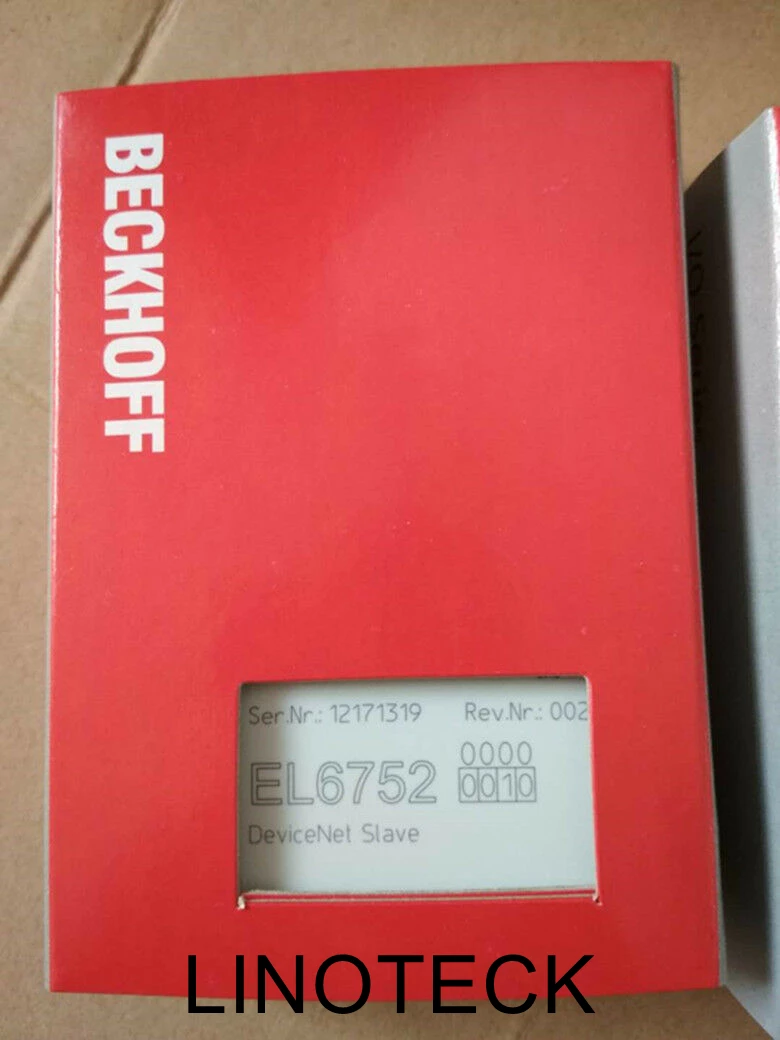 BECKHOFF
Ser.Nr.: 12171319 Rev.Nr.: 002
EL6752 0000
0010
DeviceNet Slave
LINOTECK